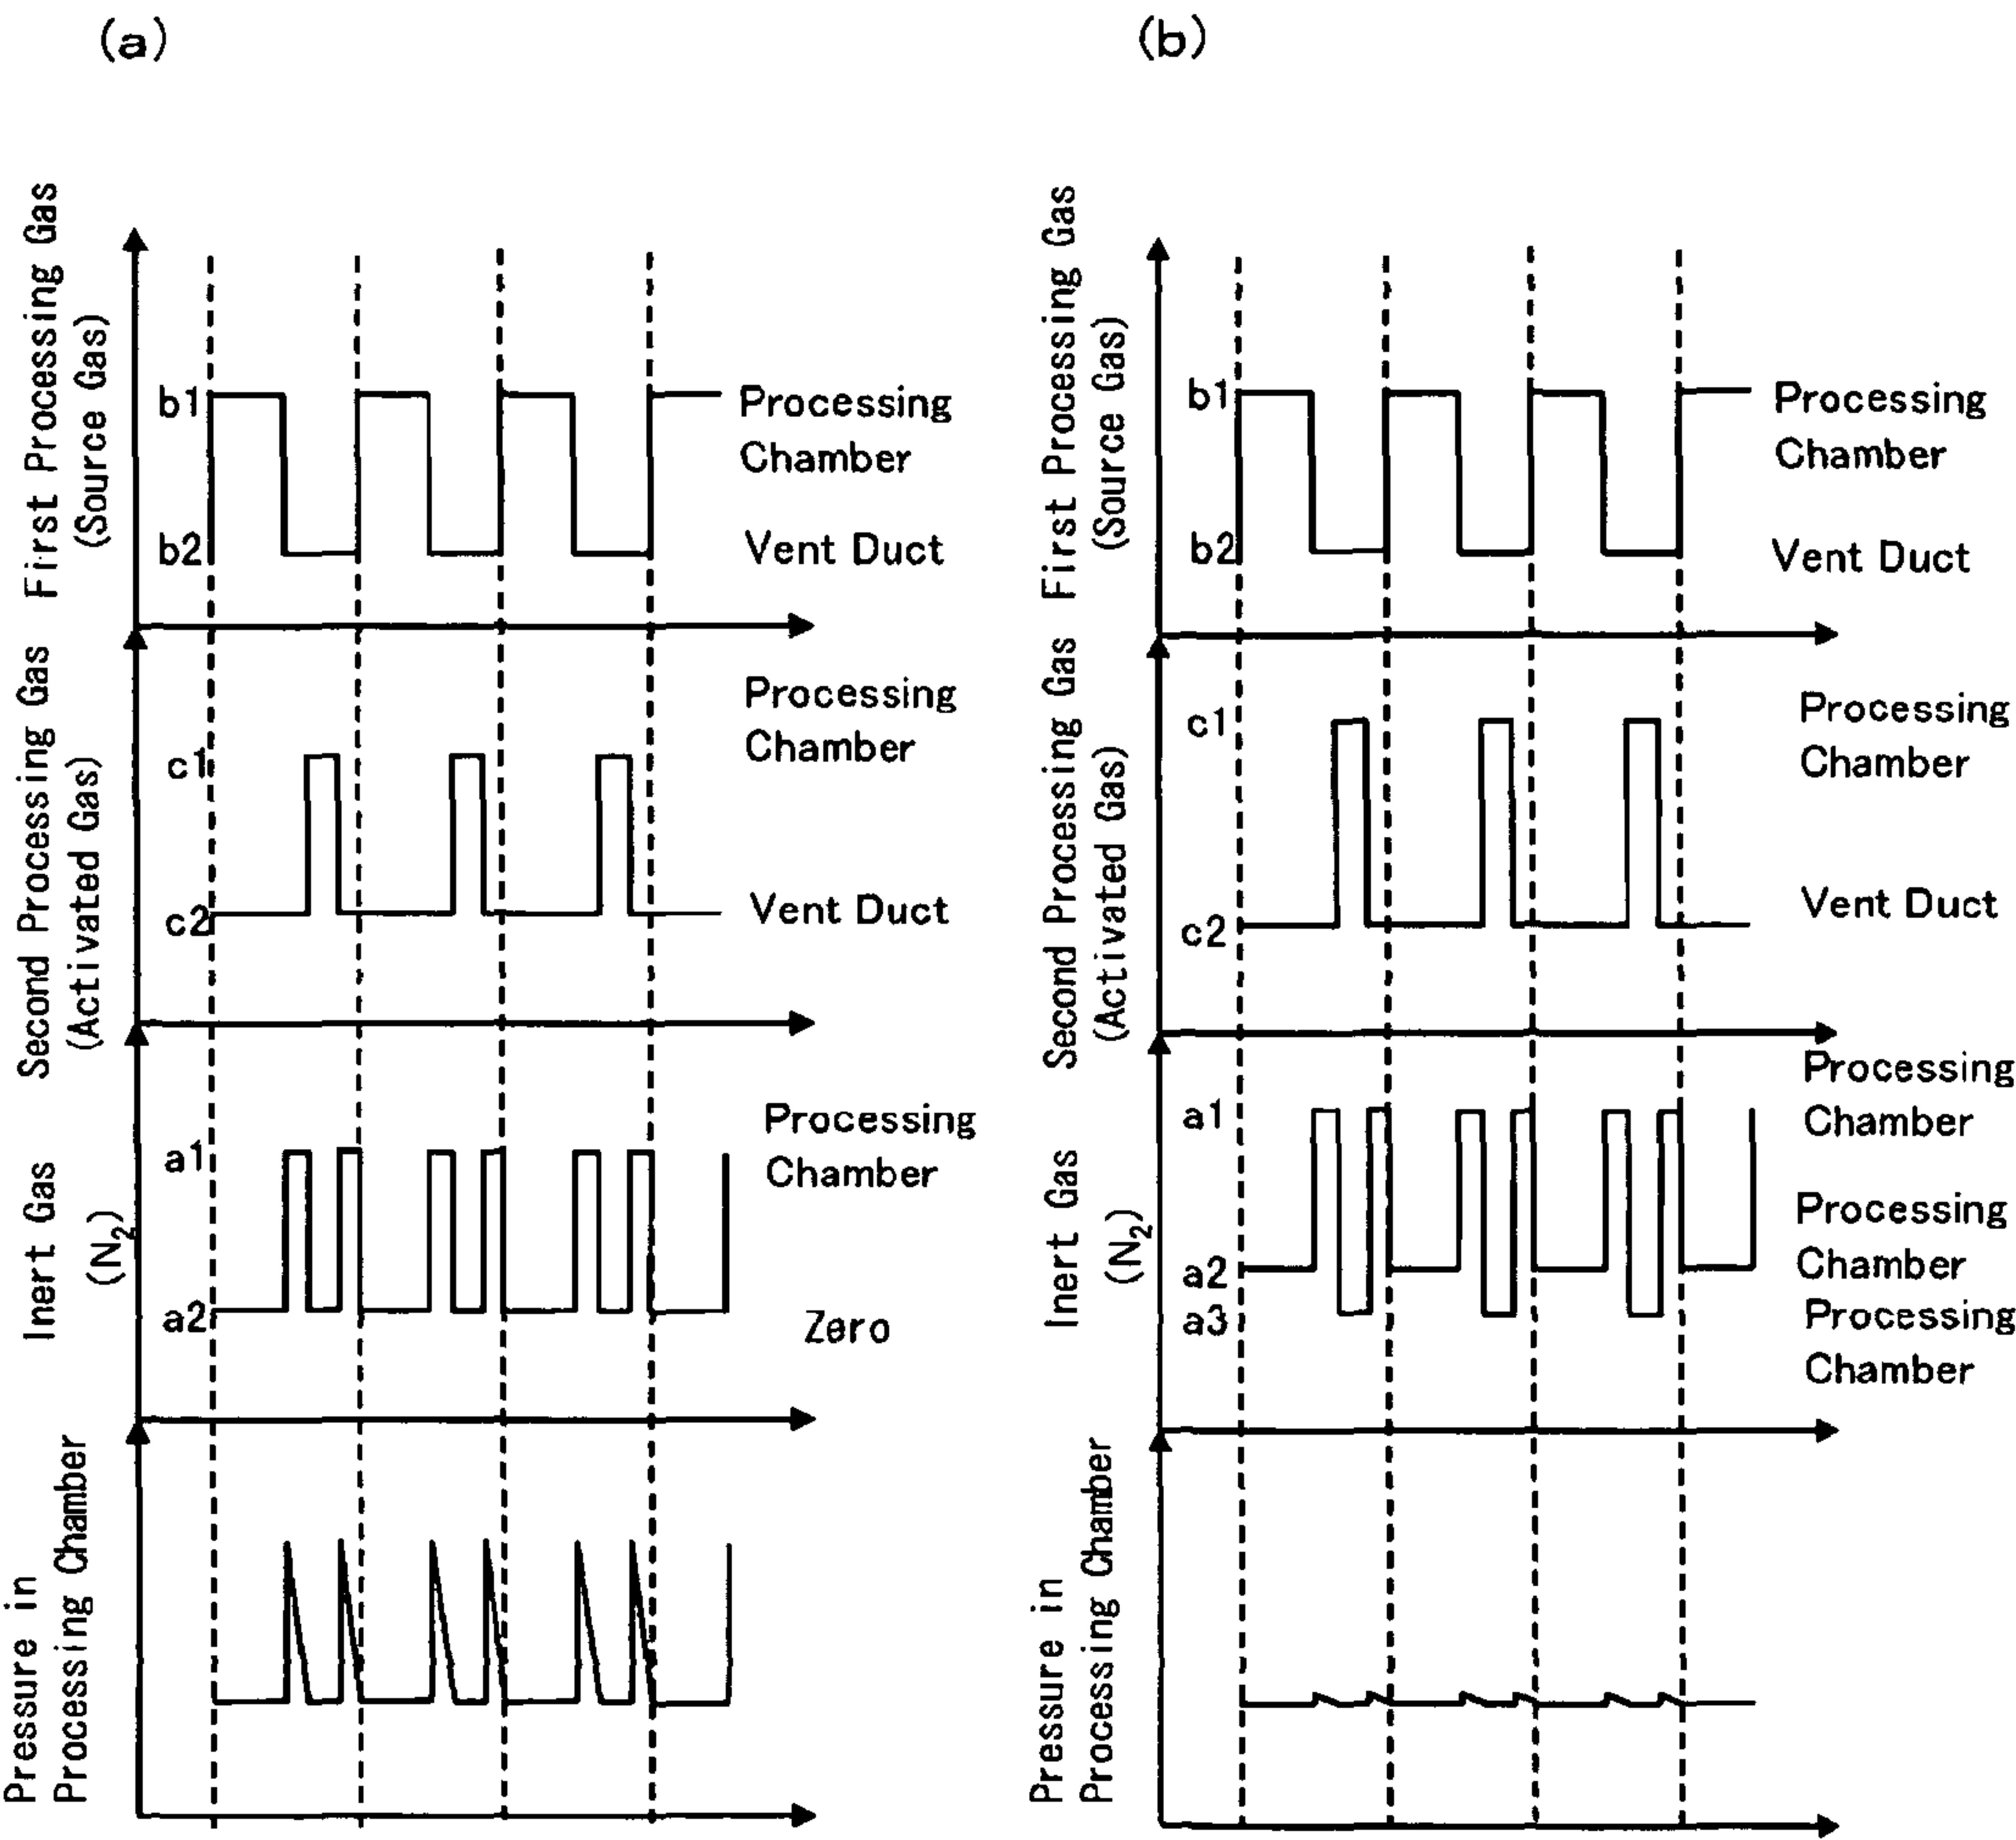 (a)
First Processing Gas
(Source Gas)
b1
b2
Processing
Chamber
Vent Duct
Second Processing Gas
(Activated Gas)
c1
c2
Processing
Chamber
Vent Duct
Inert Gas
(N₂)
a1
a2
Processing
Chamber
Zero
Pressure in
Processing Chamber
(b)
First Processing Gas
(Source Gas)
b1
b2
Processing
Chamber
Vent Duct
Second Processing Gas
(Activated Gas)
c1
c2
Processing
Chamber
Vent Duct
Inert Gas
(N₂)
a1
a2
a3
Processing
Chamber
Processing
Chamber
Processing
Chamber
Pressure in
Processing Chamber